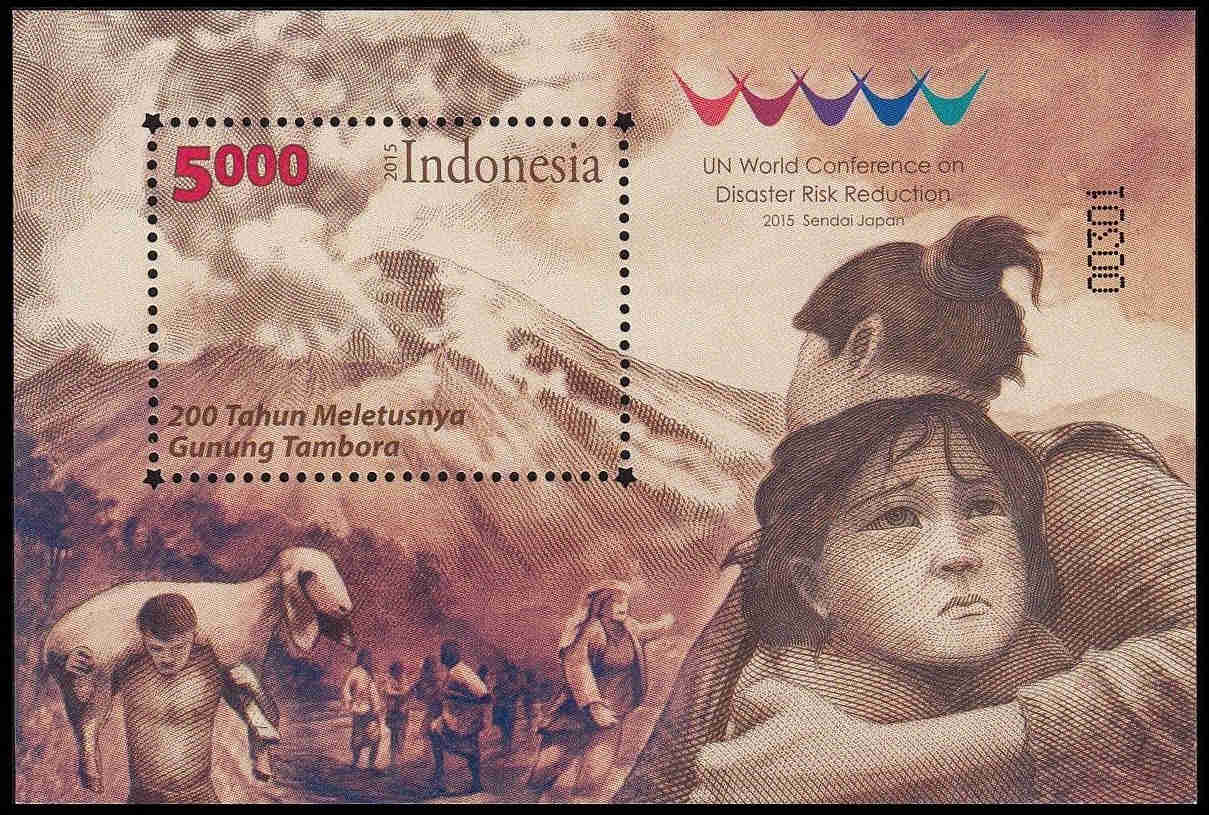 5000
2015 Indonesia
200 Tahun Meletusnya
Gunung Tambora
UN World Conference on
Disaster Risk Reduction
2015 Sendai Japan
00301